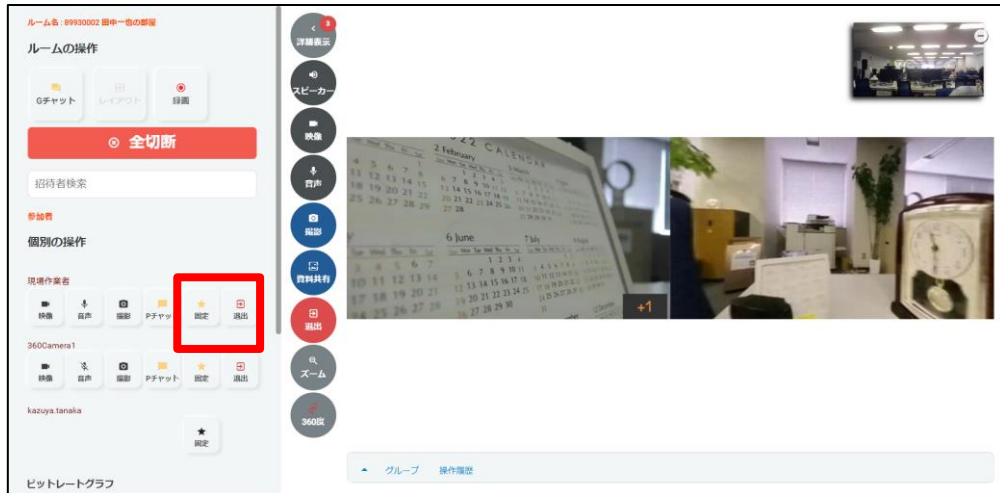 ルーム名 : 89930002 田中一也の部屋
ルームの操作
Gチャット
レイアウト
録画
全切断
招待者検索
参加者
個別の操作
現場作業者
映像
音声
撮影
Pチャッ
固定
退出
360Camera1
映像
音声
撮影
Pチャット
固定
退出
kazuya.tanaka
固定
ビットレートグラフ
3
詳細表示
スピーカー
映像
音声
撮影
資料共有
退出
ズーム
360度
CALENDAR
2 February
6 June
7 July
+1
グループ
操作履歴